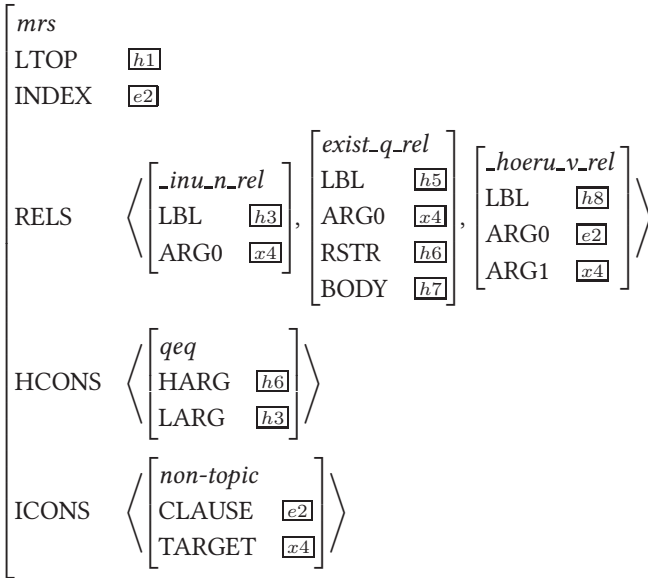 mrs
LTOP h1
INDEX e2
RELS ⟨ [ _inu_n_rel LBL h3 ARG0 x4 ], [ exist_q_rel LBL h5 ARG0 x4 RSTR h6 BODY h7 ], [ _hoeru_v_rel LBL h8 ARG0 e2 ARG1 x4 ] ⟩
HCONS ⟨ [ qeq HARG h6 LARG h3 ] ⟩
ICONS ⟨ [ non-topic CLAUSE e2 TARGET x4 ] ⟩